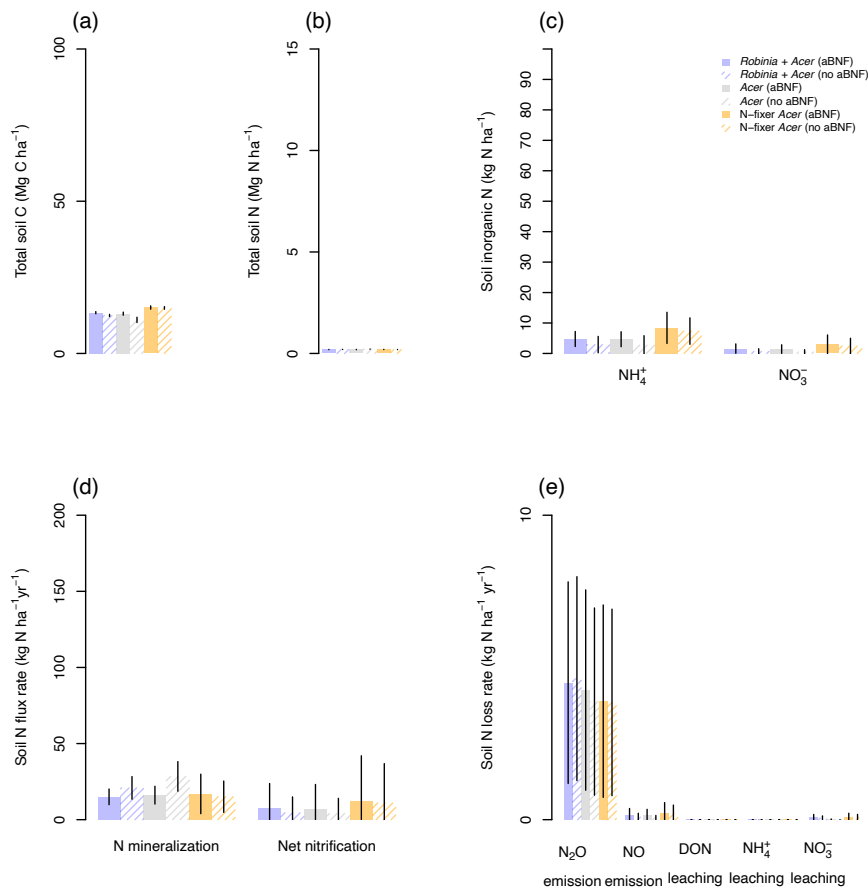 (a)
Total soil C (Mg C ha⁻¹)
0
50
100
(b)
Total soil N (Mg N ha⁻¹)
0
5
10
15
(c)
Soil inorganic N (kg N ha⁻¹)
0
10
20
30
40
50
60
70
80
90
Robinia + Acer (aBNF)
Robinia + Acer (no aBNF)
Acer (aBNF)
Acer (no aBNF)
N−fixer Acer (aBNF)
N−fixer Acer (no aBNF)
NH₄⁺
NO₃⁻
(d)
Soil N flux rate (kg N ha⁻¹yr⁻¹)
0
50
100
150
200
N mineralization
Net nitrification
(e)
Soil N loss rate (kg N ha⁻¹ yr⁻¹)
0
10
N₂O
emission
NO
emission
DON
leaching
NH₄⁺
leaching
NO₃⁻
leaching